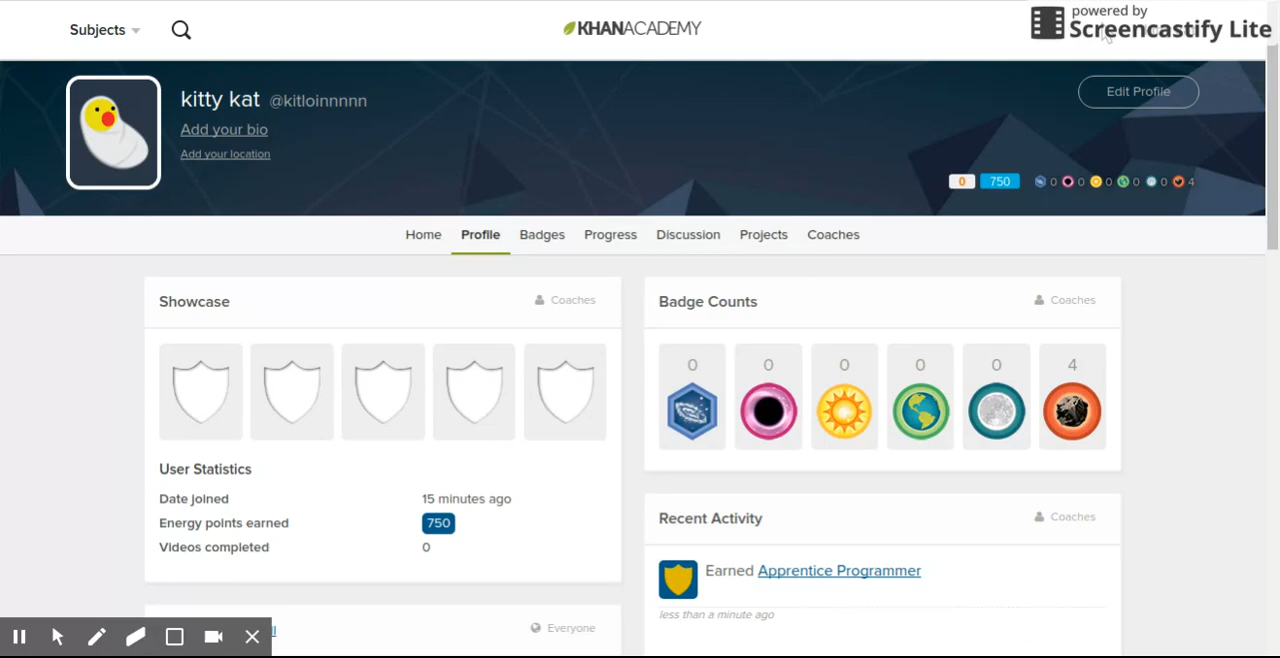 Subjects
KHANACADEMY
powered by
Screencastify Lite
kitty kat @kitloinnnnn
Edit Profile
Add your bio
Add your location
0 750 0 0 0 0 0 4
Home Profile Badges Progress Discussion Projects Coaches
Showcase Coaches
Badge Counts Coaches
0 0 0 0 0 4
User Statistics
Date joined 15 minutes ago
Energy points earned 750
Videos completed 0
Recent Activity Coaches
Earned Apprentice Programmer
less than a minute ago
Everyone